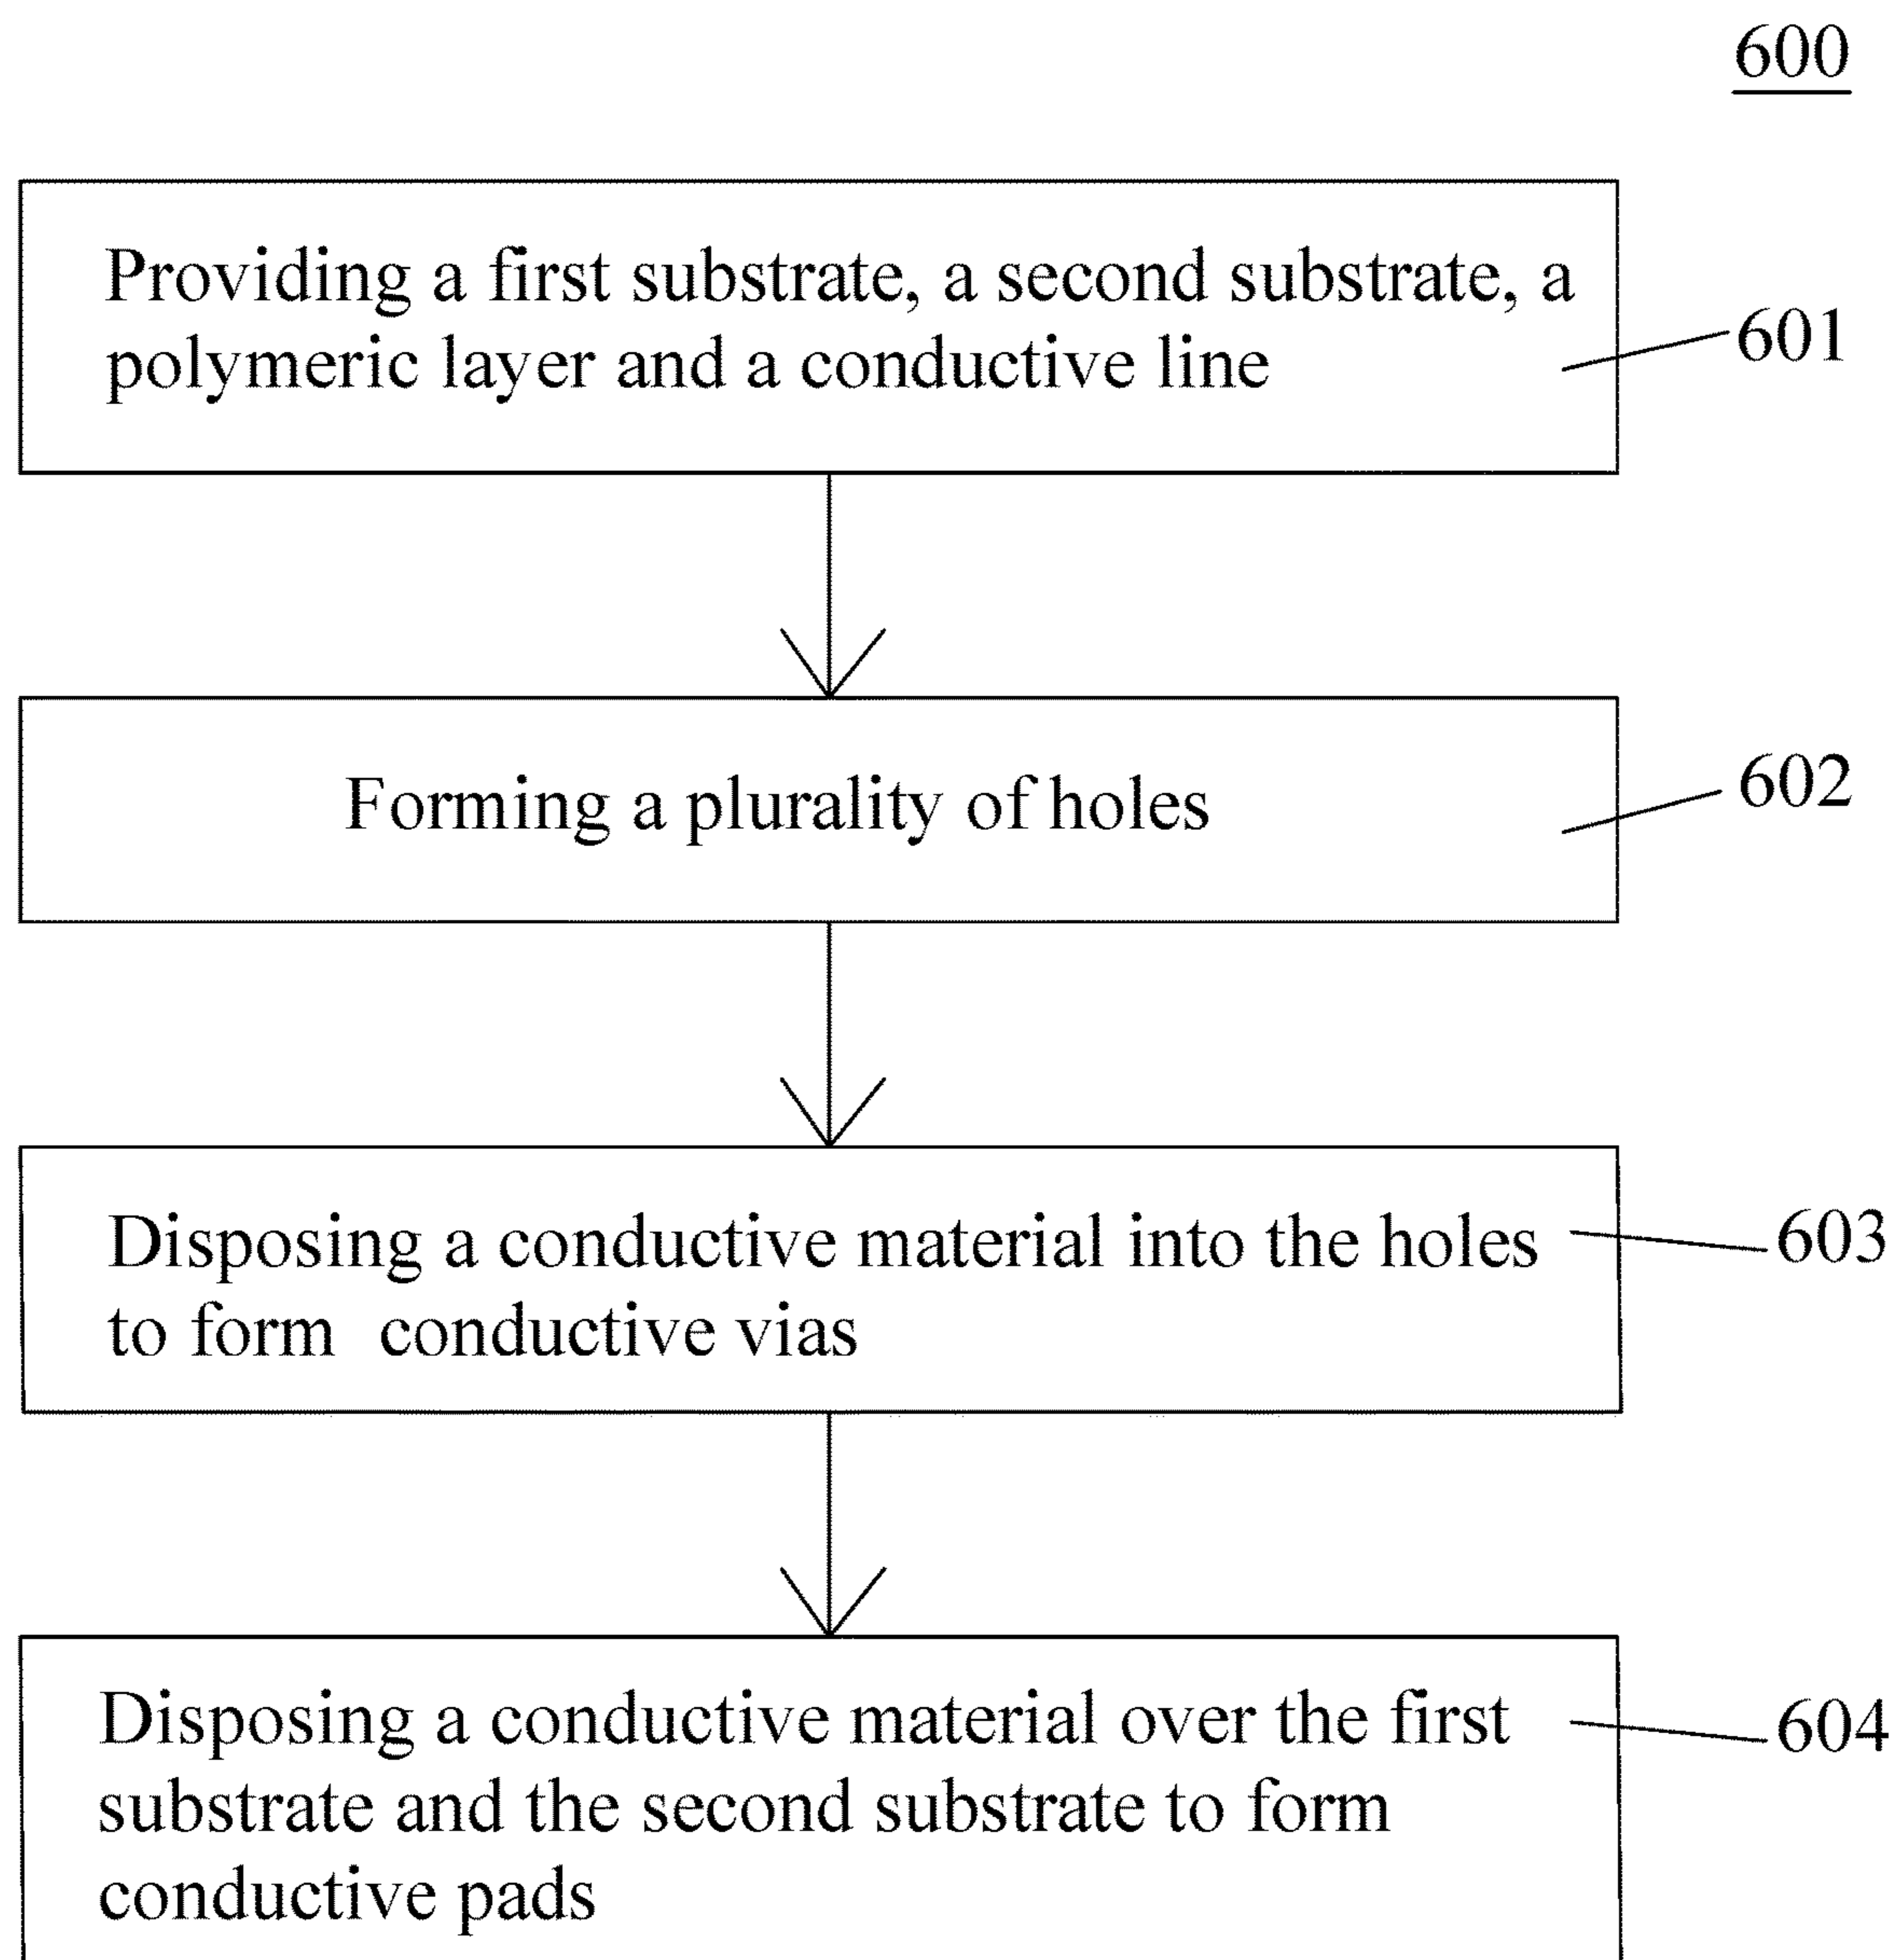 600
Providing a first substrate, a second substrate, a
polymeric layer and a conductive line
601
Forming a plurality of holes
602
Disposing a conductive material into the holes
to form conductive vias
603
Disposing a conductive material over the first
substrate and the second substrate to form
conductive pads
604